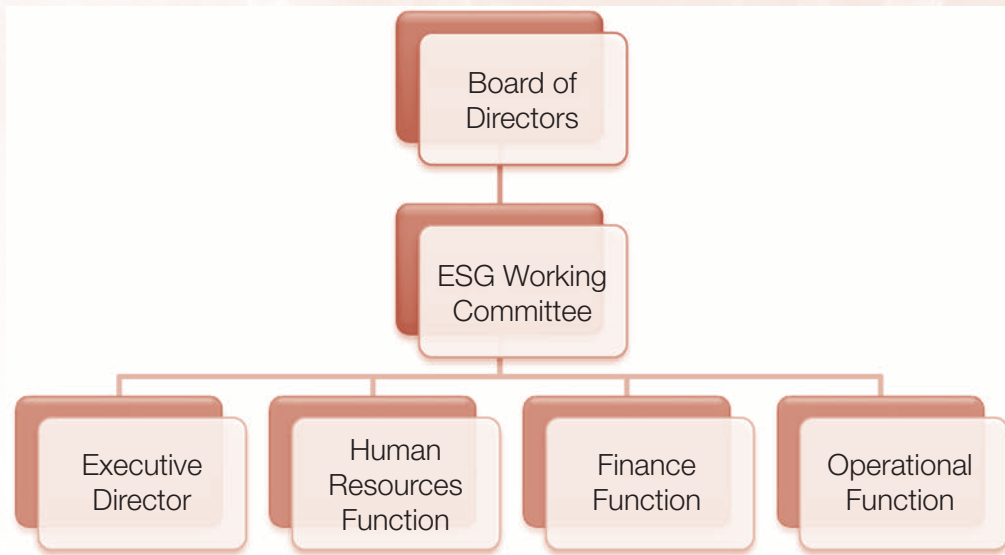 Board of
Directors
ESG Working
Committee
Executive
Director
Human
Resources
Function
Finance
Function
Operational
Function